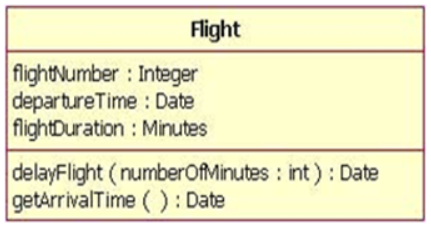 Flight
flightNumber : Integer
departureTime : Date
flightDuration : Minutes
delayFlight ( numberOfMinutes : int ) : Date
getArrivalTime ( ) : Date